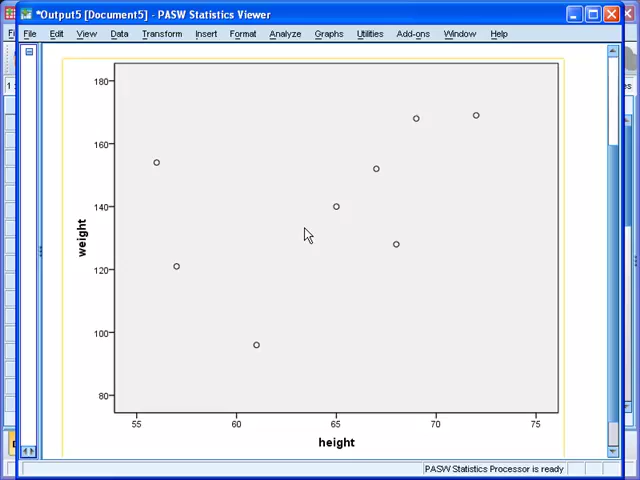 *Output5 [Document5] - PASW Statistics Viewer
File Edit View Data Transform Insert Format Analyze Graphs Utilities Add-ons Window Help
180
160
140
120
100
80
weight
55 60 65 70 75
height
PASW Statistics Processor is ready